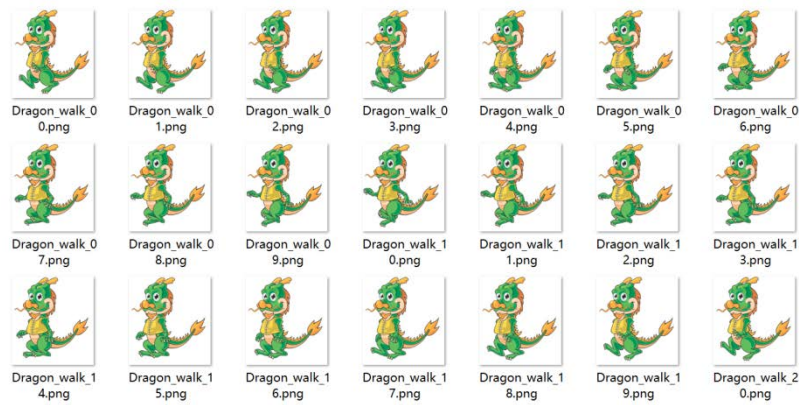 Dragon_walk_0 Dragon_walk_0 Dragon_walk_0 Dragon_walk_0 Dragon_walk_0 Dragon_walk_0 Dragon_walk_0
0.png 1.png 2.png 3.png 4.png 5.png 6.png
Dragon_walk_0 Dragon_walk_0 Dragon_walk_0 Dragon_walk_1 Dragon_walk_1 Dragon_walk_1 Dragon_walk_1
7.png 8.png 9.png 0.png 1.png 2.png 3.png
Dragon_walk_1 Dragon_walk_1 Dragon_walk_1 Dragon_walk_1 Dragon_walk_1 Dragon_walk_1 Dragon_walk_2
4.png 5.png 6.png 7.png 8.png 9.png 0.png